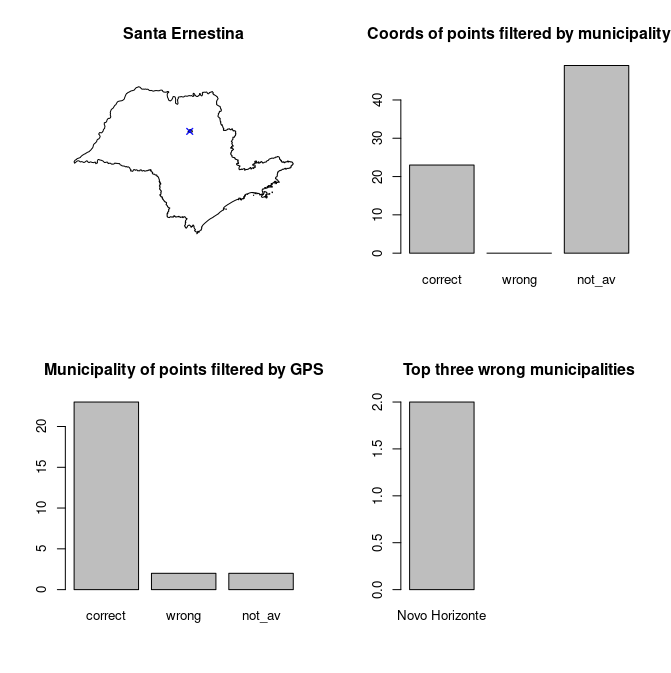 Santa Ernestina
Coords of points filtered by municipality
40
30
20
10
0
correct wrong not_av
Municipality of points filtered by GPS
20
15
10
5
0
correct wrong not_av
Top three wrong municipalities
2.0
1.5
1.0
0.5
0.0
Novo Horizonte